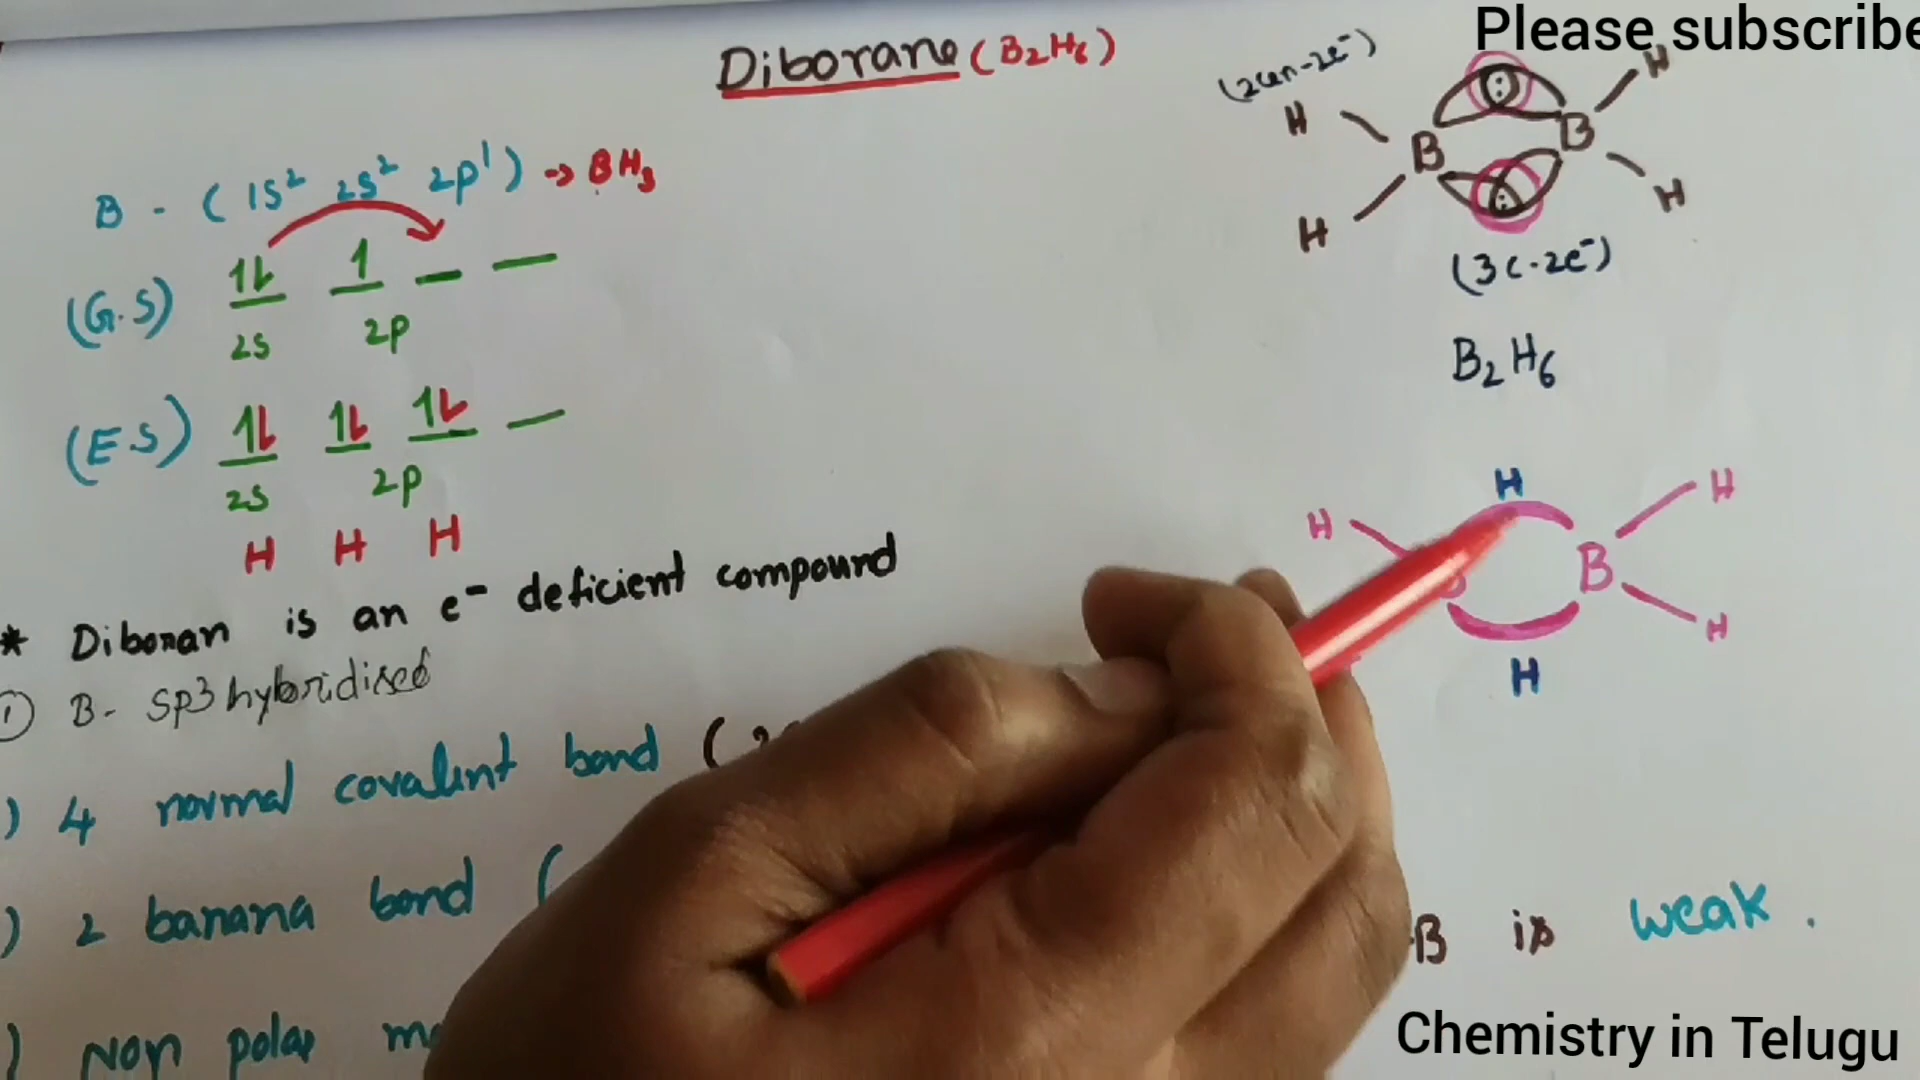 Please subscribe
Diborane (B2H6)
(2cen-2e⁻)
H H
B B
H H
(3c-2e⁻)
B2H6
B - (1s² 2s² 2p¹) → BH3
(G.S) 1L 1
2s 2p
(E.S) 1L 1L 1L
2s 2p
H H H
H
H H
B B
H
H
* Diboran is an e⁻ deficient compound
1) B- sp3 hybridised
) 4 normal covalent bond (
) 2 banana bond (
B is weak.
) Non polar
Chemistry in Telugu